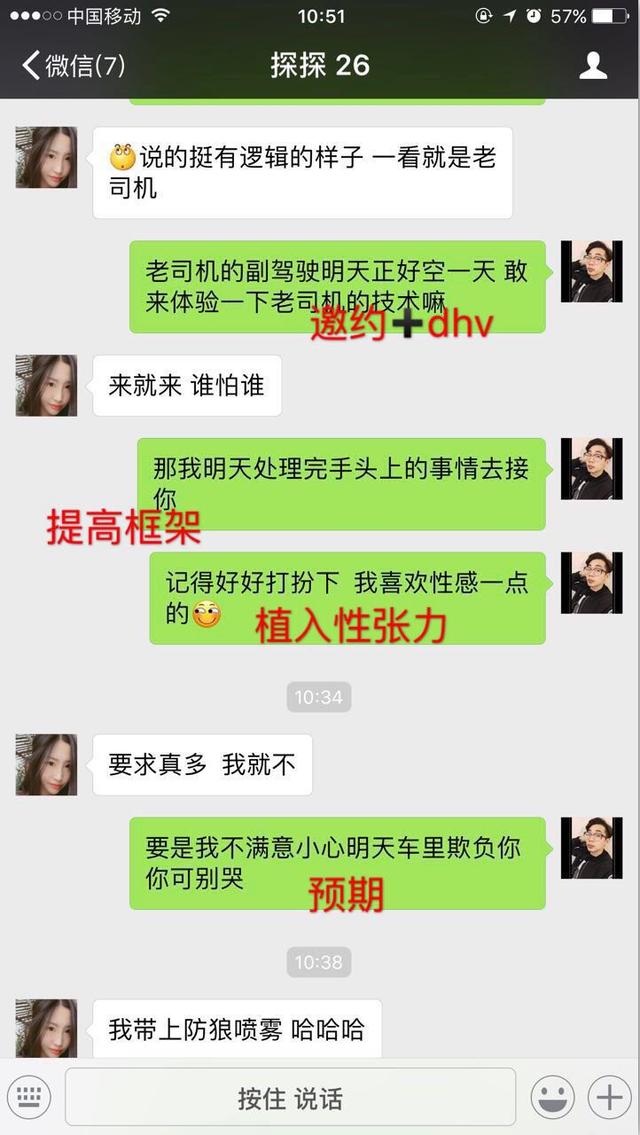 中国移动 10:51 57%
微信(7) 探探 26
说的挺有逻辑的样子 一看就是老
司机
老司机的副驾驶明天正好空一天 敢
来体验一下老司机的技术嘛
邀约➕dhv
来就来 谁怕谁
那我明天处理完手头上的事情去接
你
提高框架
记得好好打扮下 我喜欢性感一点
的
植入性张力
10:34
要求真多 我就不
要是我不满意小心明天车里欺负你
你可别哭
预期
10:38
我带上防狼喷雾 哈哈哈
按住 说话